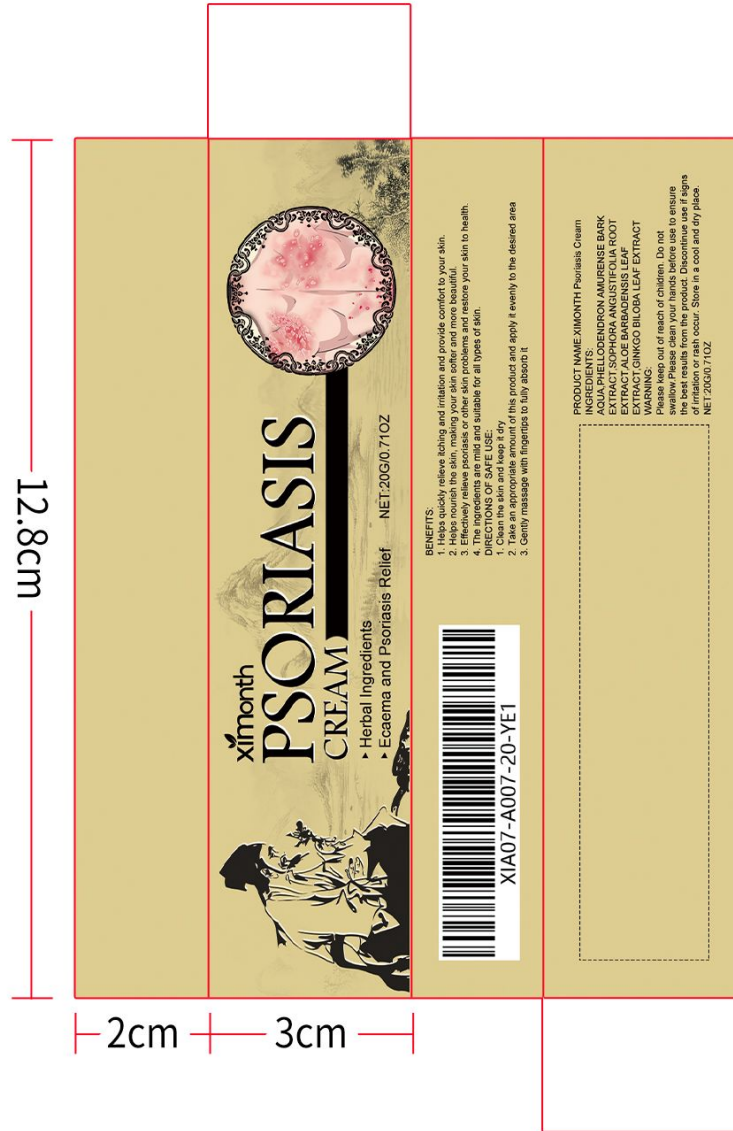 ximonth
PSORIASIS
CREAM
▸ Herbal Ingredients
▸ Ecaema and Psoriasis Relief NET:20G/0.71OZ
BENEFITS:
1. Helps quickly relieve itching and irritation and provide comfort to your skin.
2. Helps nourish the skin, making your skin softer and more beautiful.
3. Effectively relieve psoriasis or other skin problems and restore your skin to health.
4. The ingredients are mild and suitable for all types of skin.
DIRECTIONS OF SAFE USE:
1. Clean the skin and keep it dry
2. Take an appropriate amount of this product and apply it evenly to the desired area
3. Gently massage with fingertips to fully absorb it
XIA07-A007-20-YE1
PRODUCT NAME:XIMONTH Psoriasis Cream
INGREDIENTS:
AQUA,PHELLODENDRON AMURENSE BARK
EXTRACT,SOPHORA ANGUSTIFOLIA ROOT
EXTRACT,ALOE BARBADENSIS LEAF
EXTRACT,GINKGO BILOBA LEAF EXTRACT
WARNING:
Please keep out of reach of children. Do not
swallow.Please clean your hands before use to ensure
the best results from the product. Discontinue use if signs
of irritation or rash occur. Store in a cool and dry place.
NET:20G/0.71OZ
12.8cm
2cm
3cm